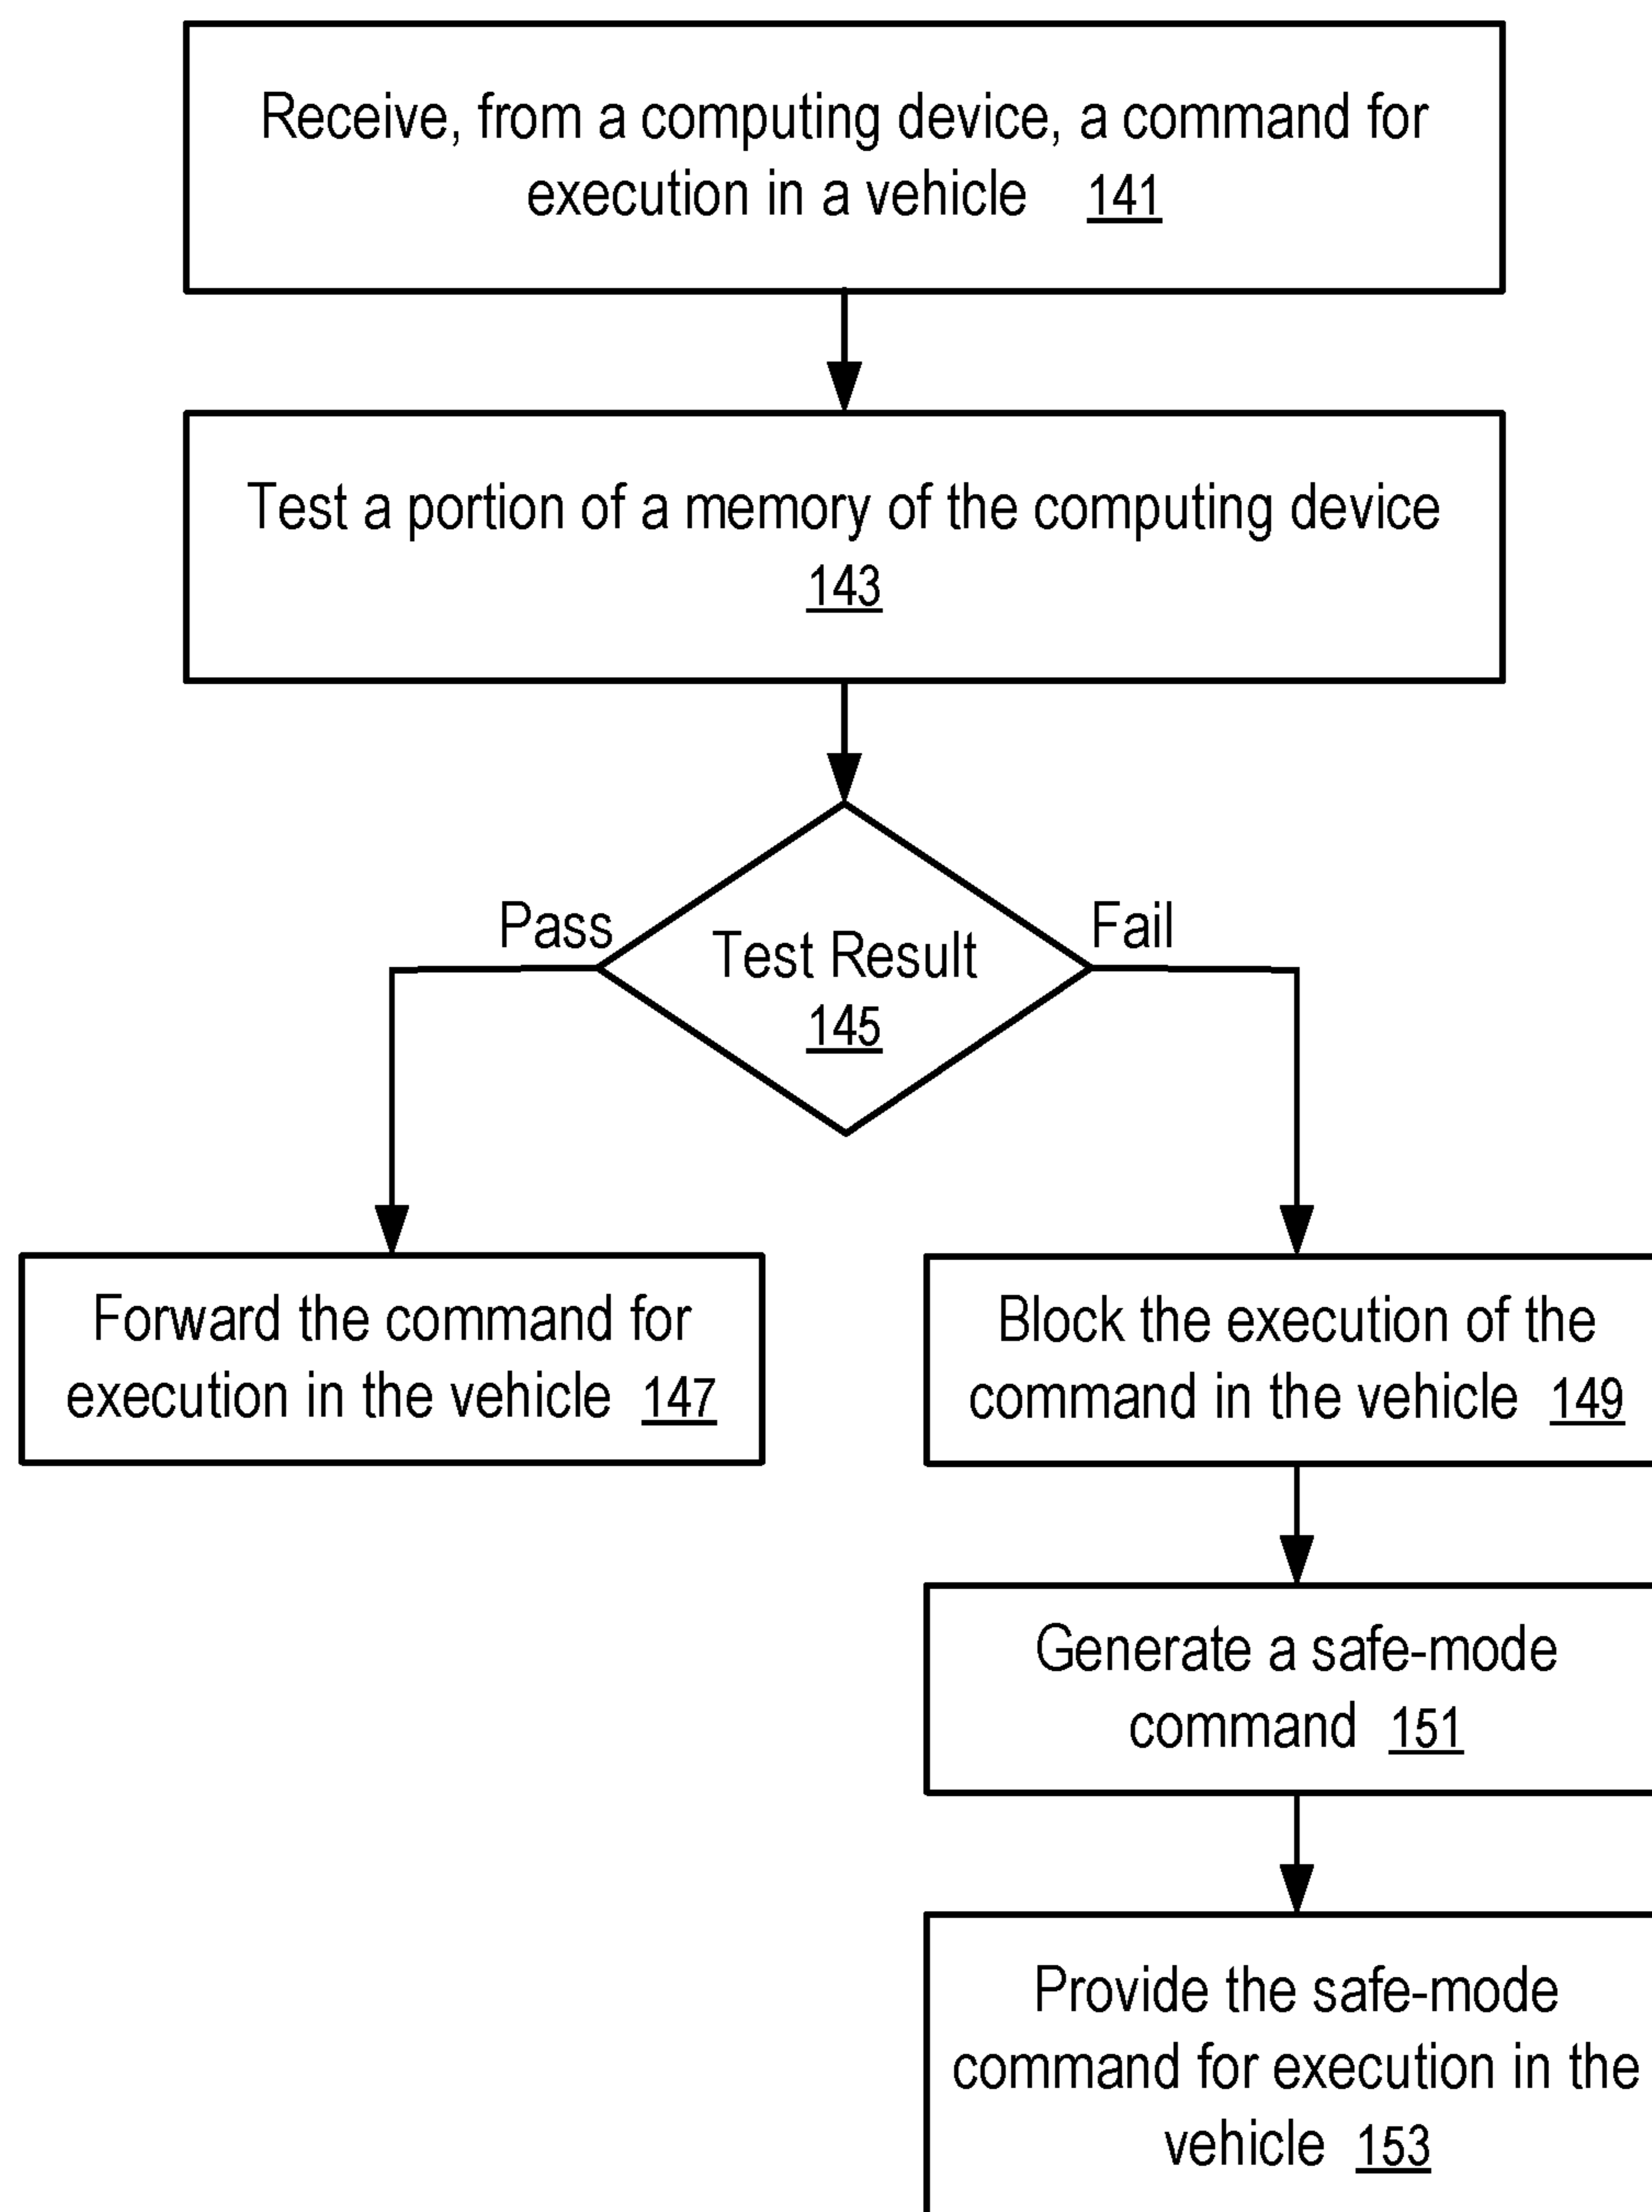 Receive, from a computing device, a command for
execution in a vehicle 141
Test a portion of a memory of the computing device
143
Pass
Test Result
145
Fail
Forward the command for
execution in the vehicle 147
Block the execution of the
command in the vehicle 149
Generate a safe-mode
command 151
Provide the safe-mode
command for execution in the
vehicle 153